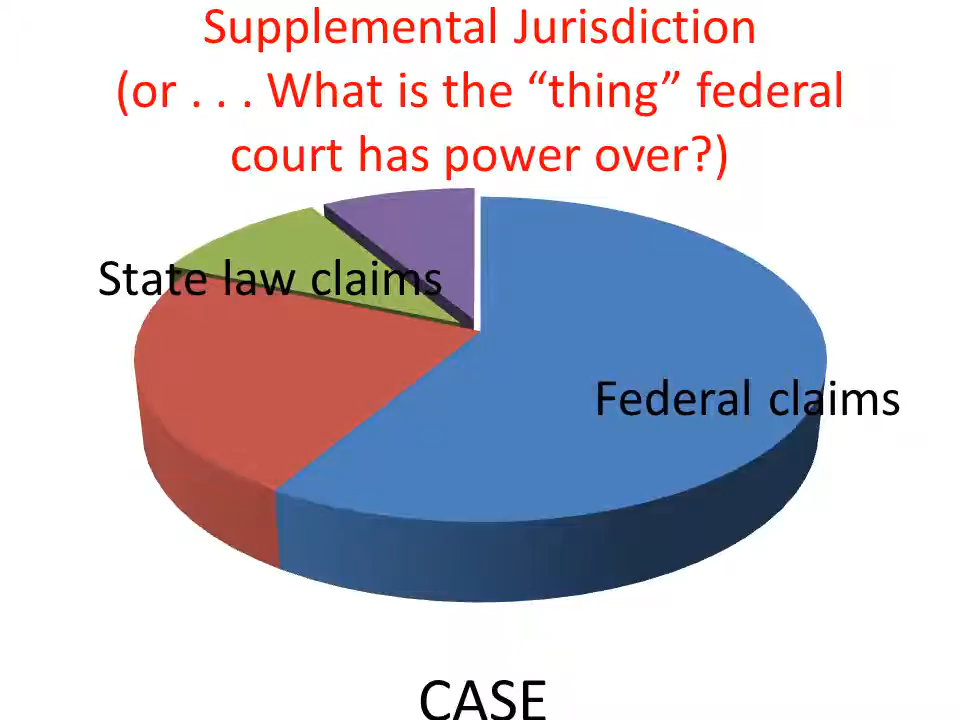 Supplemental Jurisdiction
(or . . . What is the “thing” federal
court has power over?)
State law claims
Federal claims
CASE